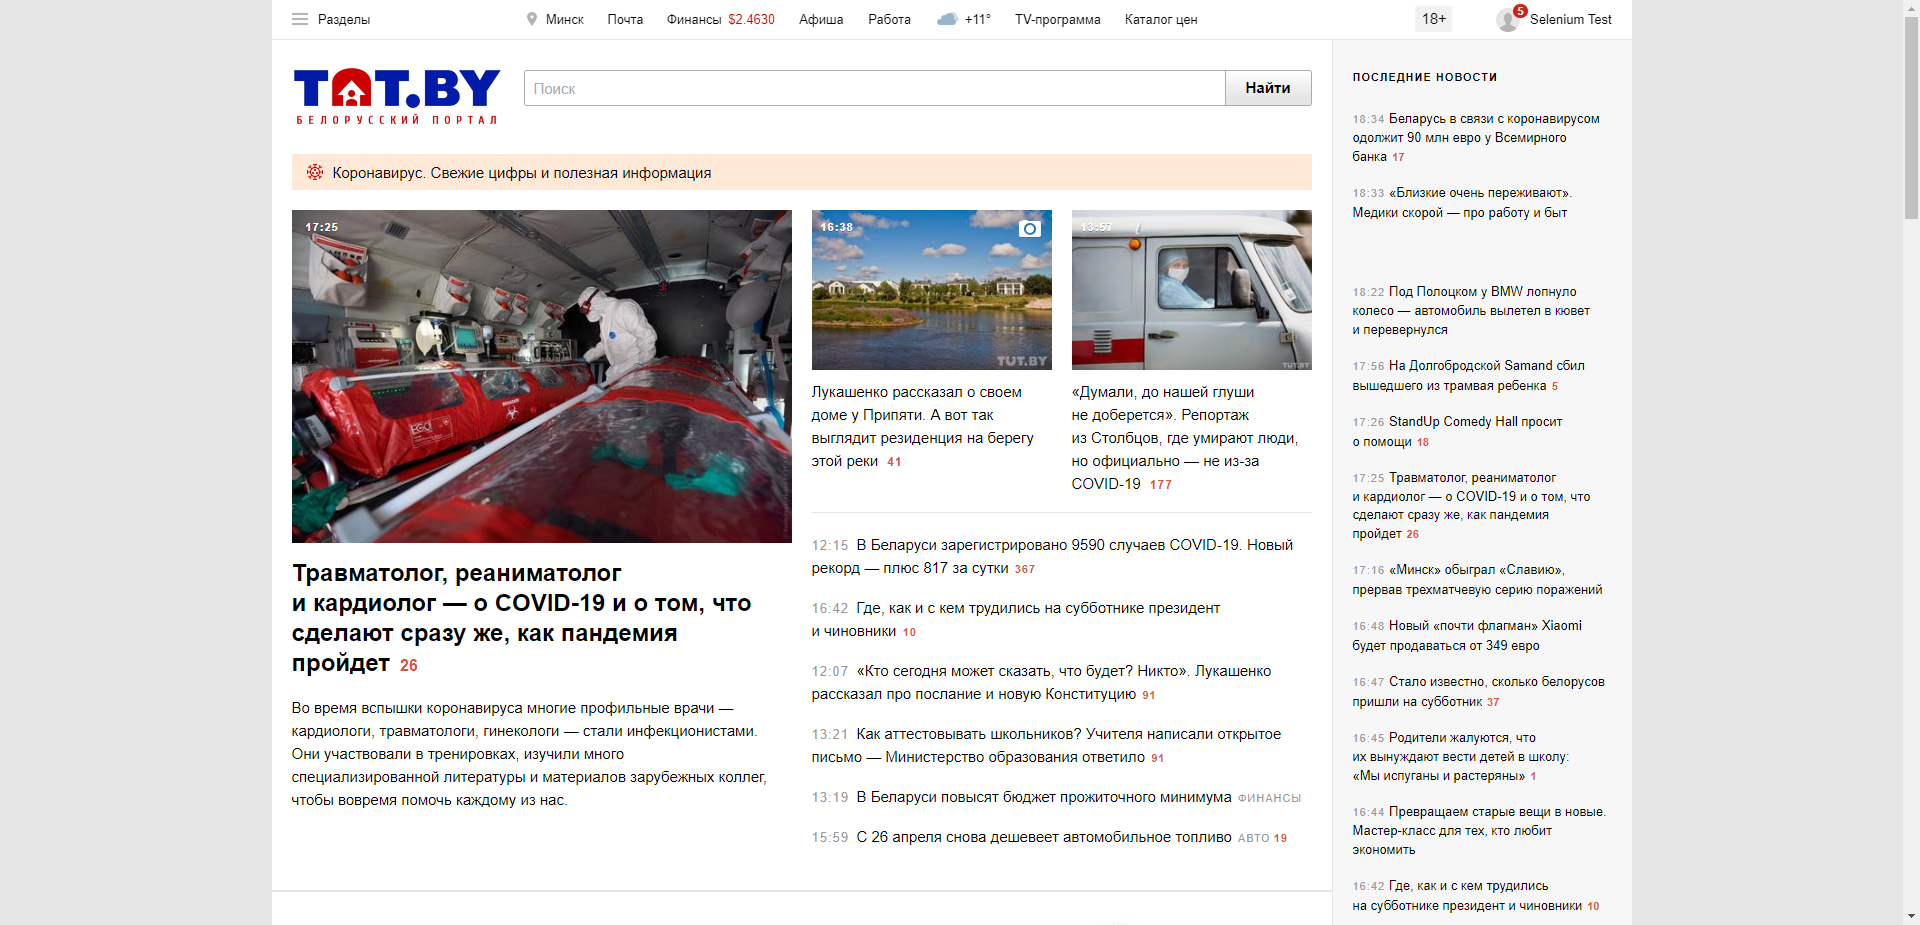 Разделы
Минск
Почта
Финансы $2.4630
Афиша
Работа
+11°
TV-программа
Каталог цен
18+
5
Selenium Test
TUT.BY
БЕЛОРУССКИЙ ПОРТАЛ
Поиск
Найти
Коронавирус. Свежие цифры и полезная информация
17:25
EGO
Травматолог, реаниматолог
и кардиолог — о COVID-19 и о том, что
сделают сразу же, как пандемия
пройдет 26
Во время вспышки коронавируса многие профильные врачи —
кардиологи, травматологи, гинекологи — стали инфекционистами.
Они участвовали в тренировках, изучили много
специализированной литературы и материалов зарубежных коллег,
чтобы вовремя помочь каждому из нас.
16:38
TUT.BY
Лукашенко рассказал о своем
доме у Припяти. А вот так
выглядит резиденция на берегу
этой реки 41
13:57
TUT.BY
«Думали, до нашей глуши
не доберется». Репортаж
из Столбцов, где умирают люди,
но официально — не из-за
COVID-19 177
12:15 В Беларуси зарегистрировано 9590 случаев COVID-19. Новый
рекорд — плюс 817 за сутки 367
16:42 Где, как и с кем трудились на субботнике президент
и чиновники 10
12:07 «Кто сегодня может сказать, что будет? Никто». Лукашенко
рассказал про послание и новую Конституцию 91
13:21 Как аттестовывать школьников? Учителя написали открытое
письмо — Министерство образования ответило 91
13:19 В Беларуси повысят бюджет прожиточного минимума ФИНАНСЫ
15:59 С 26 апреля снова дешевеет автомобильное топливо АВТО 19
ПОСЛЕДНИЕ НОВОСТИ
18:34 Беларусь в связи с коронавирусом
одолжит 90 млн евро у Всемирного
банка 17
18:33 «Близкие очень переживают».
Медики скорой — про работу и быт
18:22 Под Полоцком у BMW лопнуло
колесо — автомобиль вылетел в кювет
и перевернулся
17:56 На Долгобродской Samand сбил
вышедшего из трамвая ребенка 5
17:26 StandUp Comedy Hall просит
о помощи 18
17:25 Травматолог, реаниматолог
и кардиолог — о COVID-19 и о том, что
сделают сразу же, как пандемия
пройдет 26
17:16 «Минск» обыграл «Славию»,
прервав трехматчевую серию поражений
16:48 Новый «почти флагман» Xiaomi
будет продаваться от 349 евро
16:47 Стало известно, сколько белорусов
пришли на субботник 37
16:45 Родители жалуются, что
их вынуждают вести детей в школу:
«Мы испуганы и растеряны» 1
16:44 Превращаем старые вещи в новые.
Мастер-класс для тех, кто любит
экономить
16:42 Где, как и с кем трудились
на субботнике президент и чиновники 10